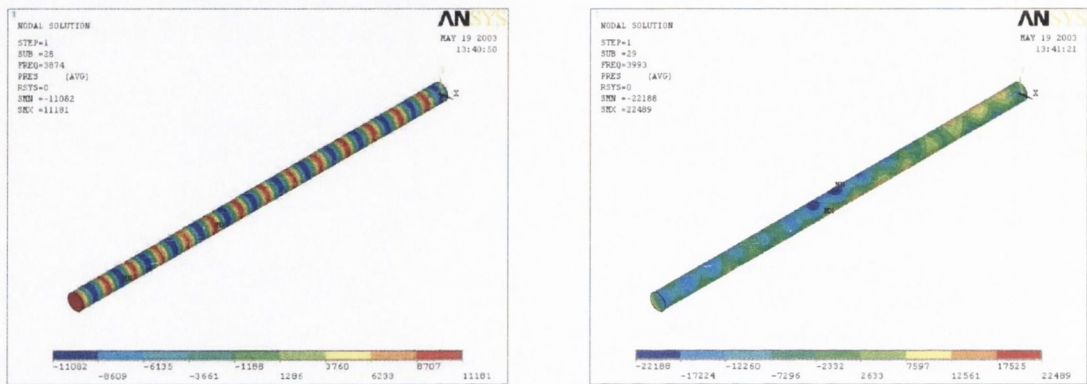 1
NODAL SOLUTION
STEP=1
SUB =28
FREQ=3874
PRES (AVG)
RSYS=0
SMN =-11082
SMX =11181
ANSYS
MAY 19 2003
13:40:50
X
-11082 -6135 -1188 3760 8707
-8609 -3661 1286 6233 11181
NODAL SOLUTION
STEP=1
SUB =29
FREQ=3993
PRES (AVG)
RSYS=0
SMN =-22188
SMX =22489
ANSYS
MAY 19 2003
13:41:21
X
-22188 -12260 -2332 7597 17525
-17224 -7296 2633 12561 22489